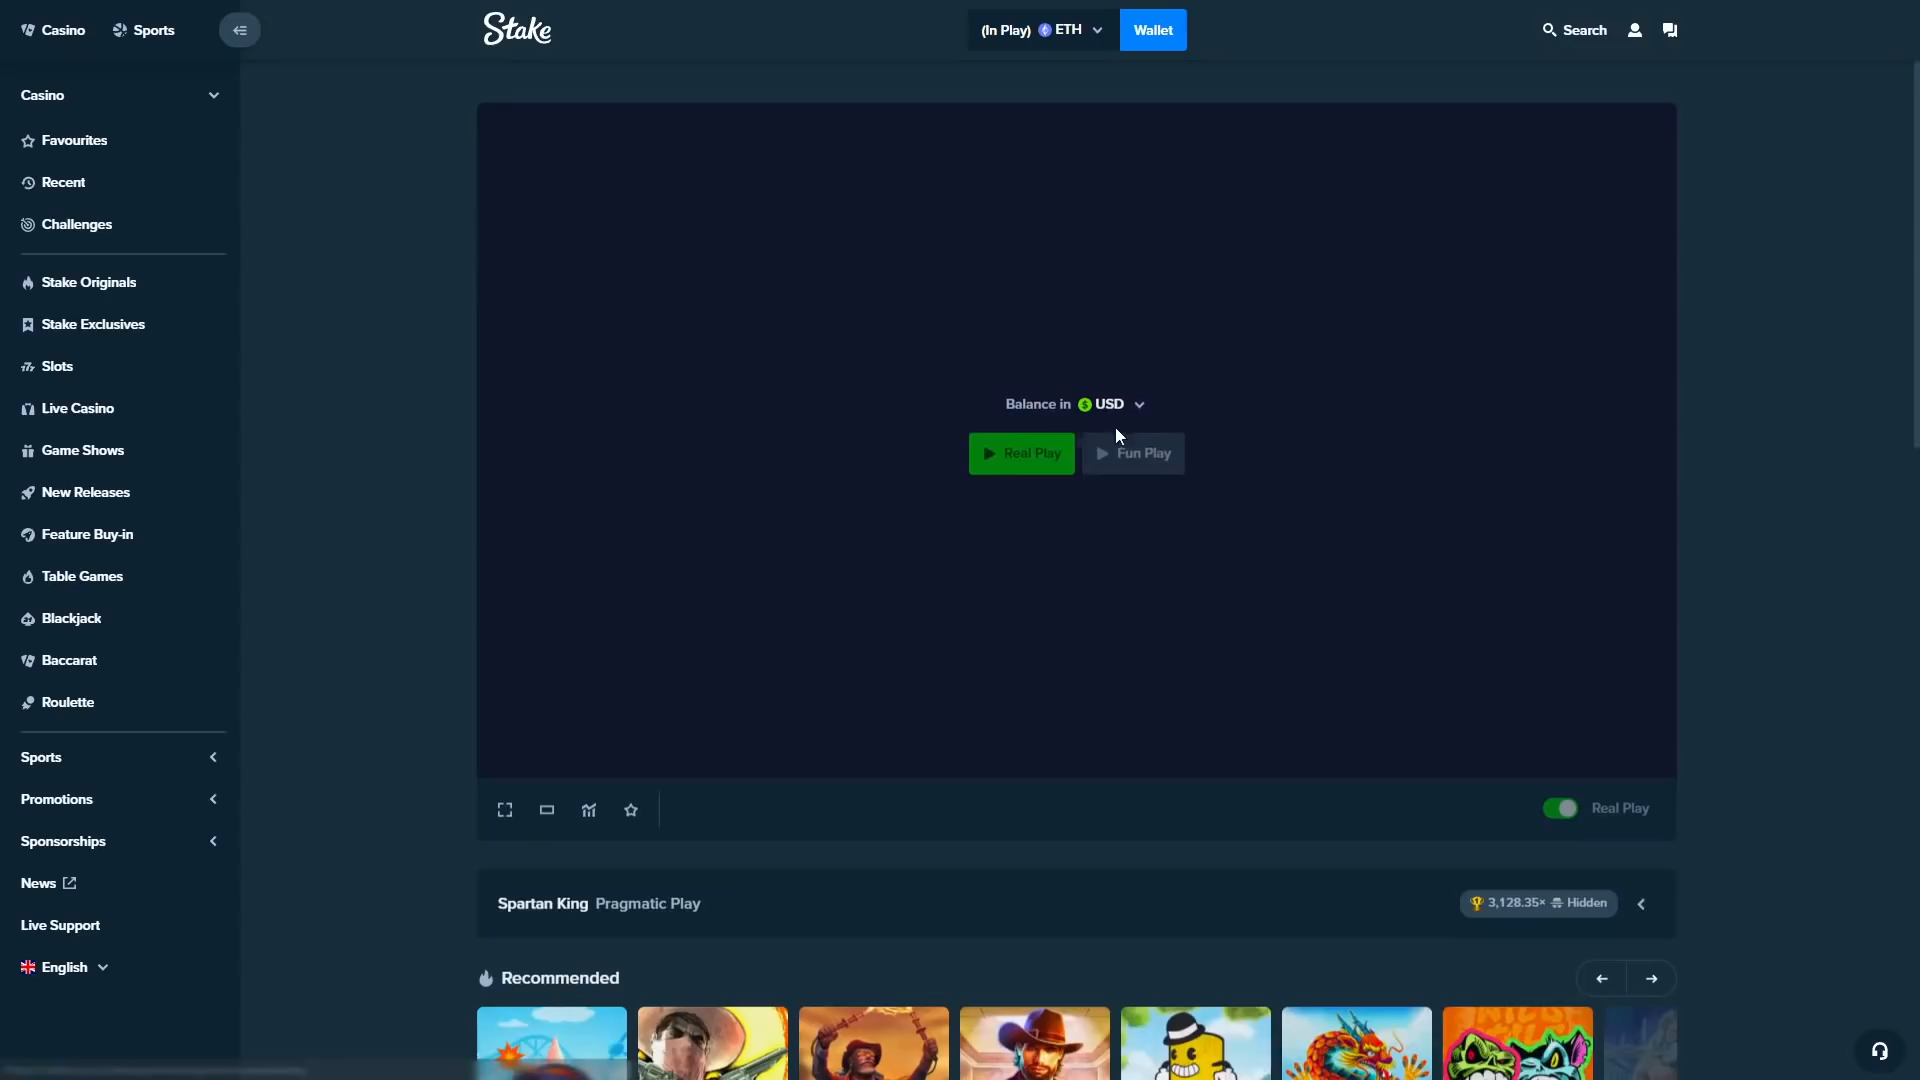 Casino
Sports
Stake
(In Play) ETH
Wallet
Search
Casino
Favourites
Recent
Challenges
Stake Originals
Stake Exclusives
Slots
Live Casino
Game Shows
New Releases
Feature Buy-in
Table Games
Blackjack
Baccarat
Roulette
Sports
Promotions
Sponsorships
News
Live Support
English
Balance in USD
Real Play
Fun Play
Real Play
Spartan King Pragmatic Play
3,128.35× Hidden
Recommended